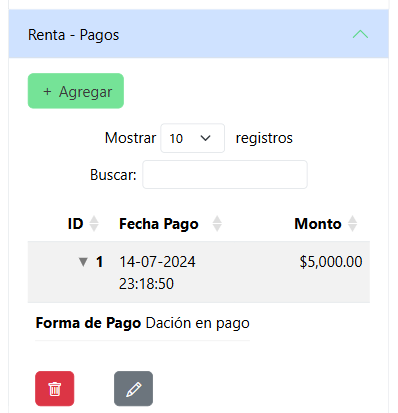 Renta - Pagos
+ Agregar
Mostrar 10 registros
Buscar:
ID Fecha Pago Monto
1 14-07-2024 $5,000.00
23:18:50
Forma de Pago Dación en pago